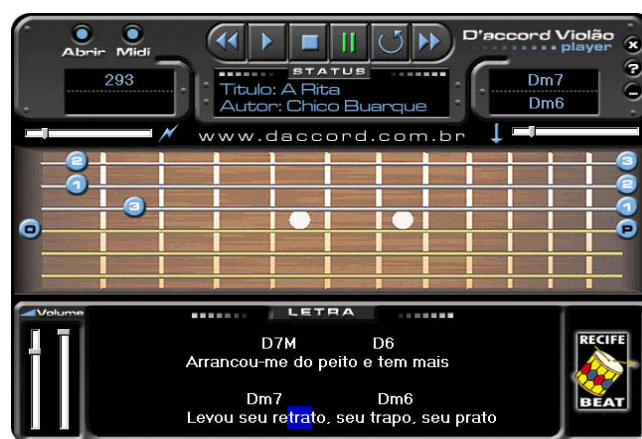 Abrir Midi
D'accord Violão
player
x
?
293
STATUS
Titulo: A Rita
Autor: Chico Buarque
Dm7
Dm6
www.daccord.com.br
2
3
1
2
3
1
O
P
Volume
LETRA
D7M D6
Arrancou-me do peito e tem mais
Dm7 Dm6
Levou seu retrato, seu trapo, seu prato
RECIFE
BEAT